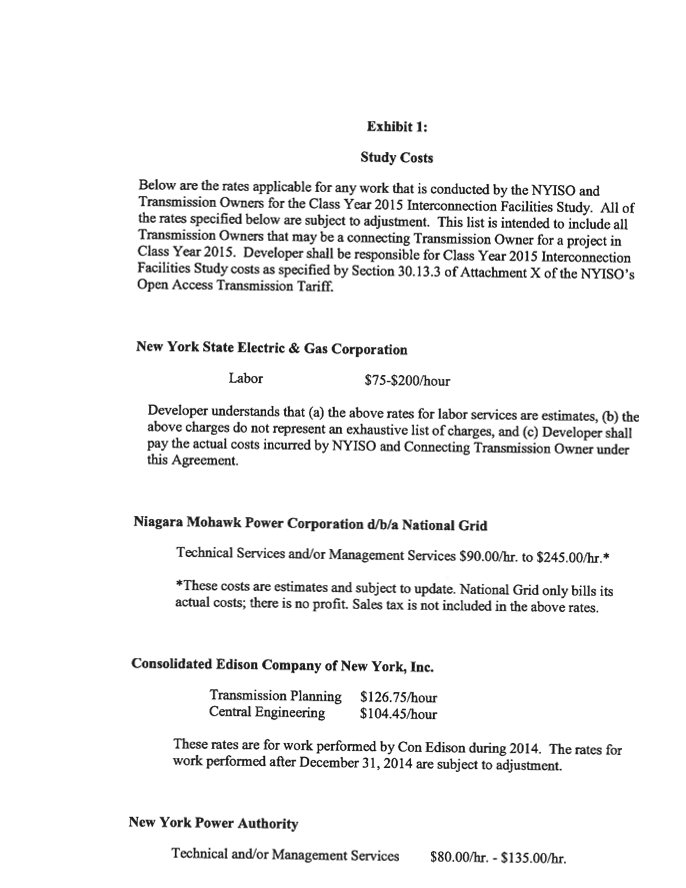 Exhibit 1:
Study Costs
Below are the rates applicable for any work that is conducted by the NYISO and
Transmission Owners for the Class Year 2015 Interconnection Facilities Study. All of
the rates specified below are subject to adjustment. This list is intended to include all
Transmission Owners that may be a connecting Transmission Owner for a project in
Class Year 2015. Developer shall be responsible for Class Year 2015 Interconnection
Facilities Study costs as specified by Section 30.13.3 of Attachment X of the NYISO's
Open Access Transmission Tariff.
New York State Electric & Gas Corporation
Labor $75-$200/hour
Developer understands that (a) the above rates for labor services are estimates, (b) the
above charges do not represent an exhaustive list of charges, and (c) Developer shall
pay the actual costs incurred by NYISO and Connecting Transmission Owner under
this Agreement.
Niagara Mohawk Power Corporation d/b/a National Grid
Technical Services and/or Management Services $90.00/hr. to $245.00/hr.*
*These costs are estimates and subject to update. National Grid only bills its
actual costs; there is no profit. Sales tax is not included in the above rates.
Consolidated Edison Company of New York, Inc.
Transmission Planning $126.75/hour
Central Engineering $104.45/hour
These rates are for work performed by Con Edison during 2014. The rates for
work performed after December 31, 2014 are subject to adjustment.
New York Power Authority
Technical and/or Management Services $80.00/hr. - $135.00/hr.